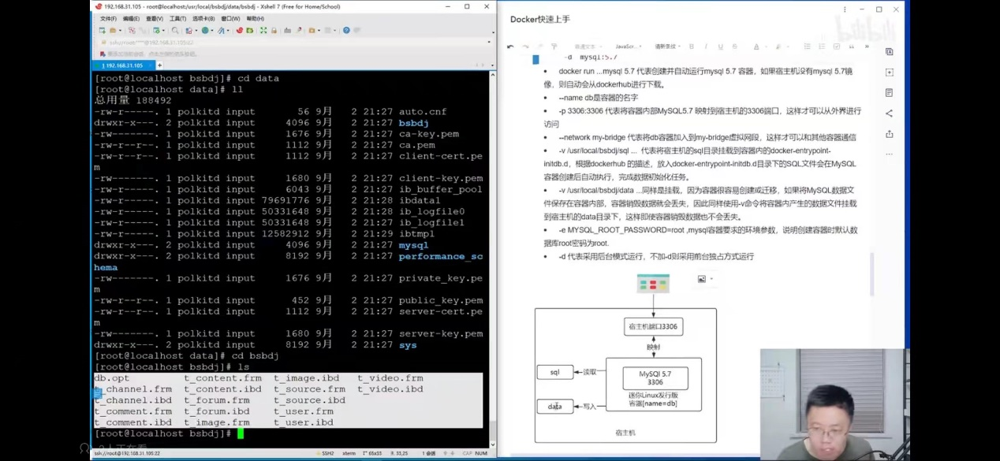 192.168.31.105 - root@localhost:/usr/local/bsbdj/data/bsbdj - Xshell 7 (Free for Home/School)
文件(F) 编辑(E) 查看(V) 工具(T) 选项卡(B) 窗口(W) 帮助(H)
1 192.168.31.105
[root@localhost bsbdj]# cd data
[root@localhost data]# ll
总用量 188492
-rw-r-----. 1 polkitd input 56 9月 2 21:27 auto.cnf
drwxr-x---. 2 polkitd input 4096 9月 2 21:27 bsbdj
-rw-------. 1 polkitd input 1676 9月 2 21:27 ca-key.pem
-rw-r--r--. 1 polkitd input 1112 9月 2 21:27 ca.pem
-rw-r--r--. 1 polkitd input 1112 9月 2 21:27 client-cert.pe
m
-rw-------. 1 polkitd input 1680 9月 2 21:27 client-key.pem
-rw-r-----. 1 polkitd input 6043 9月 2 21:27 ib_buffer_pool
-rw-r-----. 1 polkitd input 79691776 9月 2 21:28 ibdata1
-rw-r-----. 1 polkitd input 50331648 9月 2 21:28 ib_logfile0
-rw-r-----. 1 polkitd input 50331648 9月 2 21:27 ib_logfile1
-rw-r-----. 1 polkitd input 12582912 9月 2 21:29 ibtmp1
drwxr-x---. 2 polkitd input 4096 9月 2 21:27 mysql
drwxr-x---. 2 polkitd input 8192 9月 2 21:27 performance_sc
hema
-rw-------. 1 polkitd input 1676 9月 2 21:27 private_key.pe
m
-rw-r--r--. 1 polkitd input 452 9月 2 21:27 public_key.pem
-rw-r--r--. 1 polkitd input 1112 9月 2 21:27 server-cert.pe
m
-rw-------. 1 polkitd input 1680 9月 2 21:27 server-key.pem
drwxr-x---. 2 polkitd input 8192 9月 2 21:27 sys
[root@localhost data]# cd bsbdj
[root@localhost bsbdj]# ls
db.opt t_content.frm t_image.ibd t_video.frm
t_channel.frm t_content.ibd t_source.frm t_video.ibd
t_channel.ibd t_forum.frm t_source.ibd
t_comment.frm t_forum.ibd t_user.frm
t_comment.ibd t_image.frm t_user.ibd
[root@localhost bsbdj]#
ssh://root@192.168.31.105:22 SSH2 xterm 65x33 33,25 1 会话 CAP NUM
Docker快速上手
-d mysql:5.7
• docker run ...mysql 5.7 代表创建并自动运行mysql 5.7 容器，如果宿主机没有mysql 5.7镜
像，则自动会从dockerhub进行下载。
• --name db是容器的名字
• -p 3306:3306 代表将容器内部MySQL5.7 映射到宿主机的3306端口，这样才可以从外界进行
访问
• --network my-bridge 代表将db容器加入到my-bridge虚拟网段，这样才可以和其他容器通信
• -v /usr/local/bsbdj/sql ... 代表将宿主机的sql目录挂载到容器内的docker-entrypoint-
initdb.d，根据dockerhub 的描述，放入docker-entrypoint-initdb.d目录下的SQL文件会在MySQL
容器创建后自动执行，完成数据初始化任务。
• -v /usr/local/bsbdj/data ...同样是挂载，因为容器很容易创建或迁移，如果将MySQL数据文
件保存在容器内部，容器销毁数据就会丢失，因此同样使用-v命令将容器内产生的数据文件挂载
到宿主机的data目录下，这样即使容器销毁数据也不会丢失。
• -e MYSQL_ROOT_PASSWORD=root ,mysql容器要求的环境参数，说明创建容器时默认数
据库root密码为root.
• -d 代表采用后台模式运行，不加-d则采用前台独占方式运行
宿主机端口3306
映射
sql
读取
MySQl 5.7
3306
迷你Linux发行版
容器[name=db]
data
写入
宿主机
bilibili